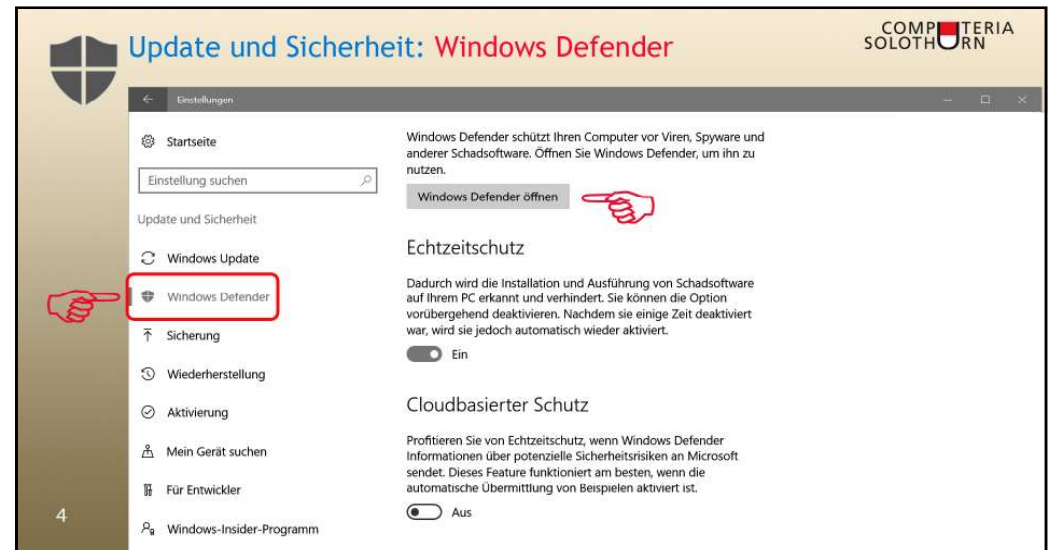 Update und Sicherheit: Windows Defender
COMPUTERIA
SOLOTHURN
Einstellungen
Startseite
Einstellung suchen
Update und Sicherheit
Windows Update
Windows Defender
Sicherung
Wiederherstellung
Aktivierung
Mein Gerät suchen
Für Entwickler
Windows-Insider-Programm
Windows Defender schützt Ihren Computer vor Viren, Spyware und
anderer Schadsoftware. Öffnen Sie Windows Defender, um ihn zu
nutzen.
Windows Defender öffnen
Echtzeitschutz
Dadurch wird die Installation und Ausführung von Schadsoftware
auf Ihrem PC erkannt und verhindert. Sie können die Option
vorübergehend deaktivieren. Nachdem sie einige Zeit deaktiviert
war, wird sie jedoch automatisch wieder aktiviert.
Ein
Cloudbasierter Schutz
Profitieren Sie von Echtzeitschutz, wenn Windows Defender
Informationen über potenzielle Sicherheitsrisiken an Microsoft
sendet. Dieses Feature funktioniert am besten, wenn die
automatische Übermittlung von Beispielen aktiviert ist.
Aus
4